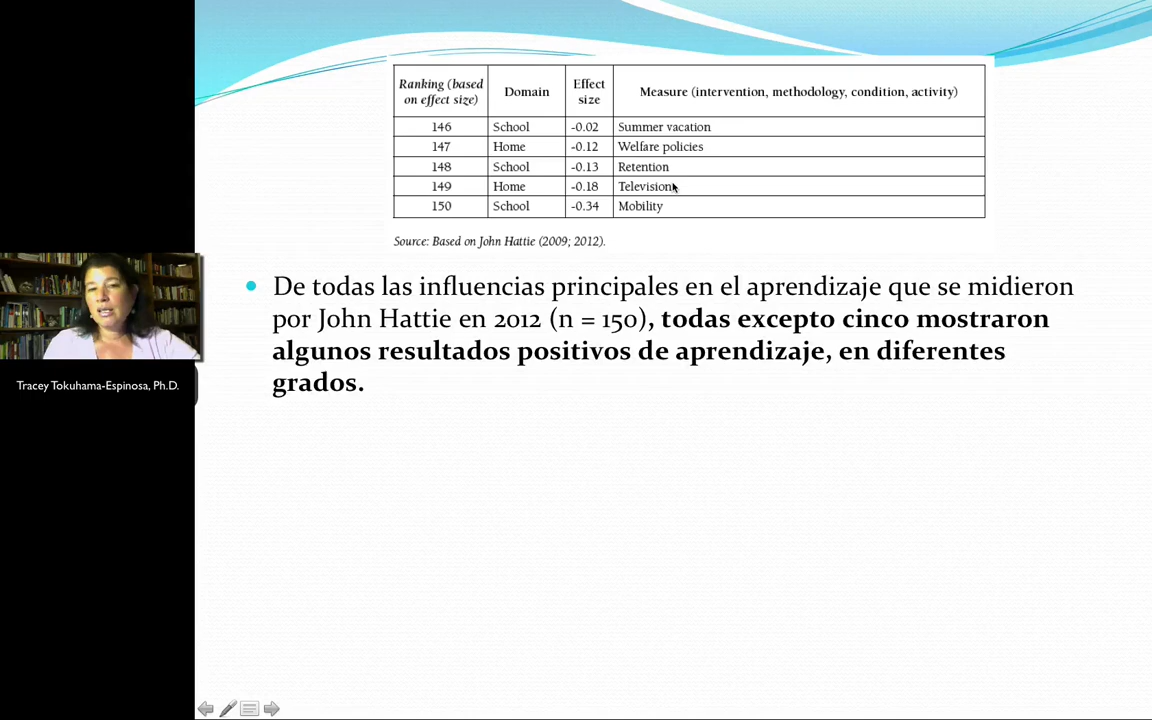 Ranking (based on effect size) Domain Effect size Measure (intervention, methodology, condition, activity)
146 School -0.02 Summer vacation
147 Home -0.12 Welfare policies
148 School -0.13 Retention
149 Home -0.18 Television
150 School -0.34 Mobility
Source: Based on John Hattie (2009; 2012).
De todas las influencias principales en el aprendizaje que se midieron
por John Hattie en 2012 (n = 150), todas excepto cinco mostraron
algunos resultados positivos de aprendizaje, en diferentes
grados.
Tracey Tokuhama-Espinosa, Ph.D.